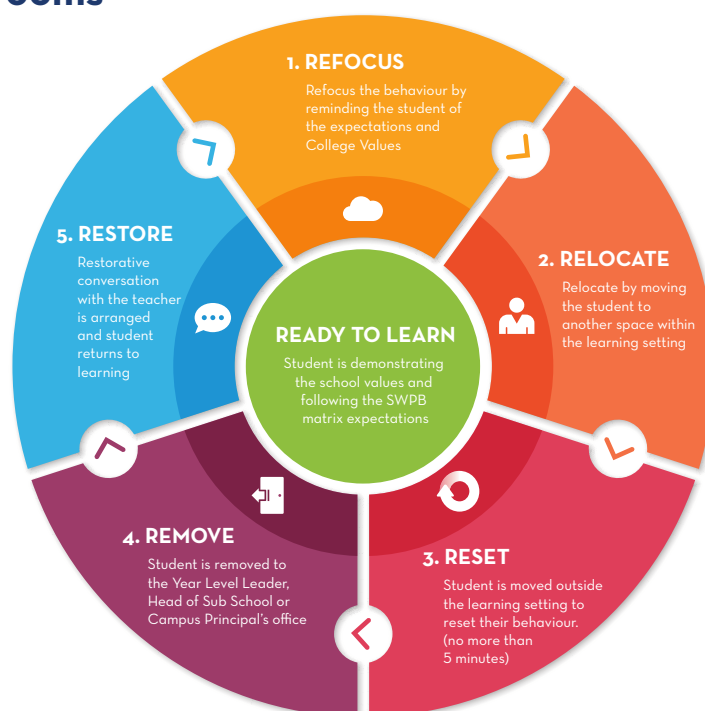 1. REFOCUS
Refocus the behaviour by
reminding the student of
the expectations and
College Values
2. RELOCATE
Relocate by moving
the student to
another space within
the learning setting
3. RESET
Student is moved outside
the learning setting to
reset their behaviour.
(no more than
5 minutes)
4. REMOVE
Student is removed to
the Year Level Leader,
Head of Sub School or
Campus Principal's office
5. RESTORE
Restorative
conversation
with the teacher
is arranged
and student
returns to
learning
READY TO LEARN
Student is demonstrating
the school values and
following the SWPB
matrix expectations